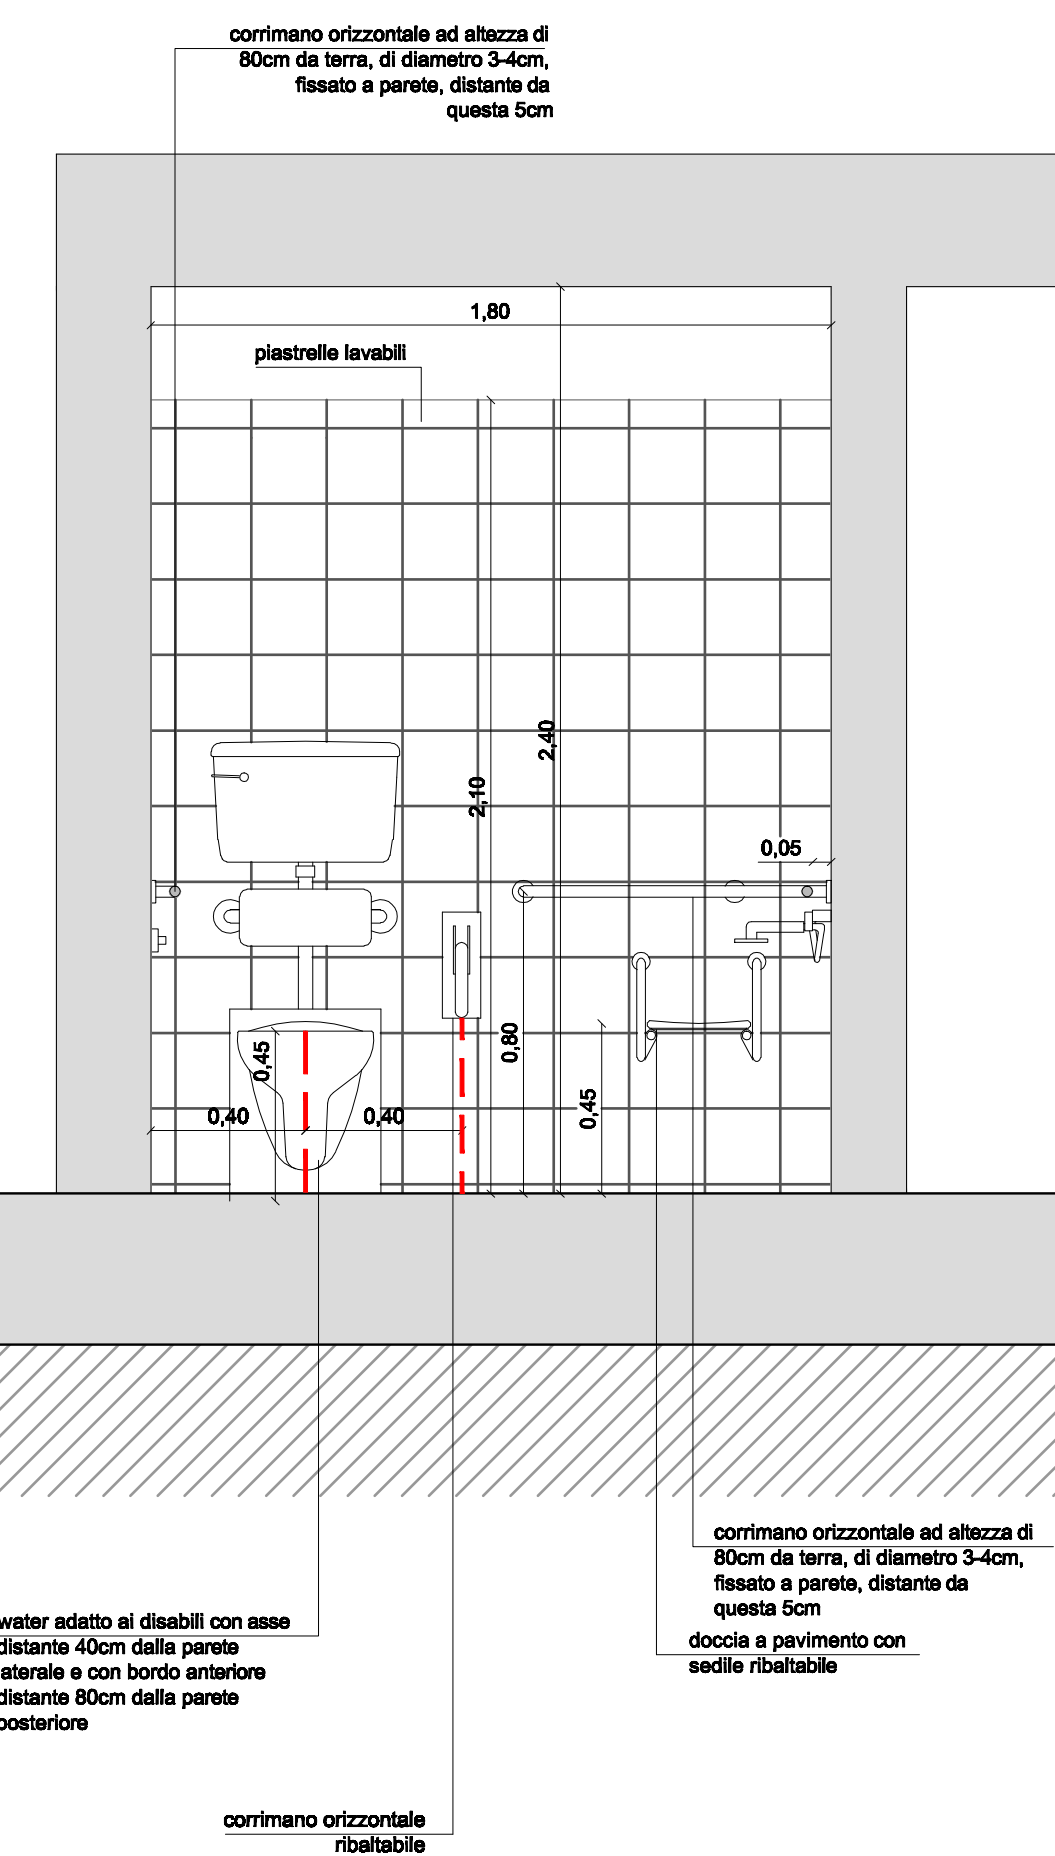 corrimano orizzontale ad altezza di
80cm da terra, di diametro 3-4cm,
fissato a parete, distante da
questa 5cm
1,80
piastrelle lavabili
2,40
2,10
0,05
0,80
0,45
0,45
0,40
0,40
corrimano orizzontale ad altezza di
80cm da terra, di diametro 3-4cm,
fissato a parete, distante da
questa 5cm
doccia a pavimento con
sedile ribaltabile
water adatto ai disabili con asse
distante 40cm dalla parete
laterale e con bordo anteriore
distante 80cm dalla parete
posteriore
corrimano orizzontale
ribaltabile